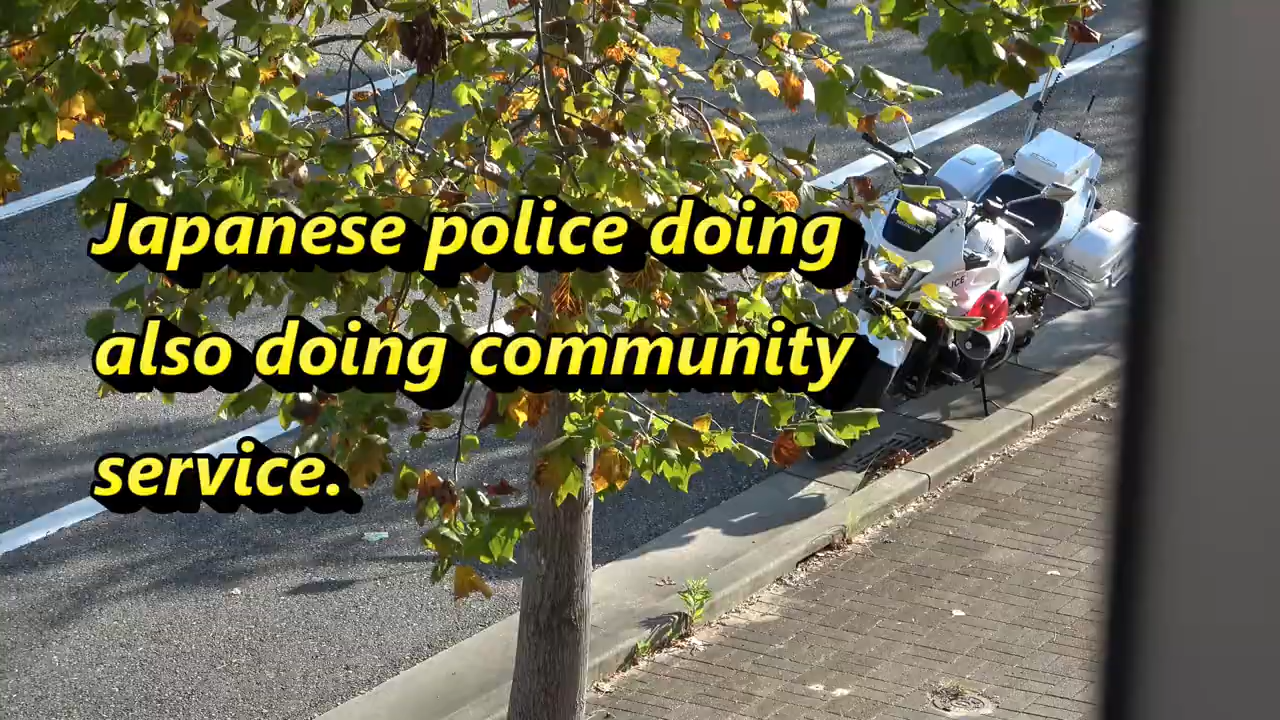 Japanese police doing
also doing community
service.